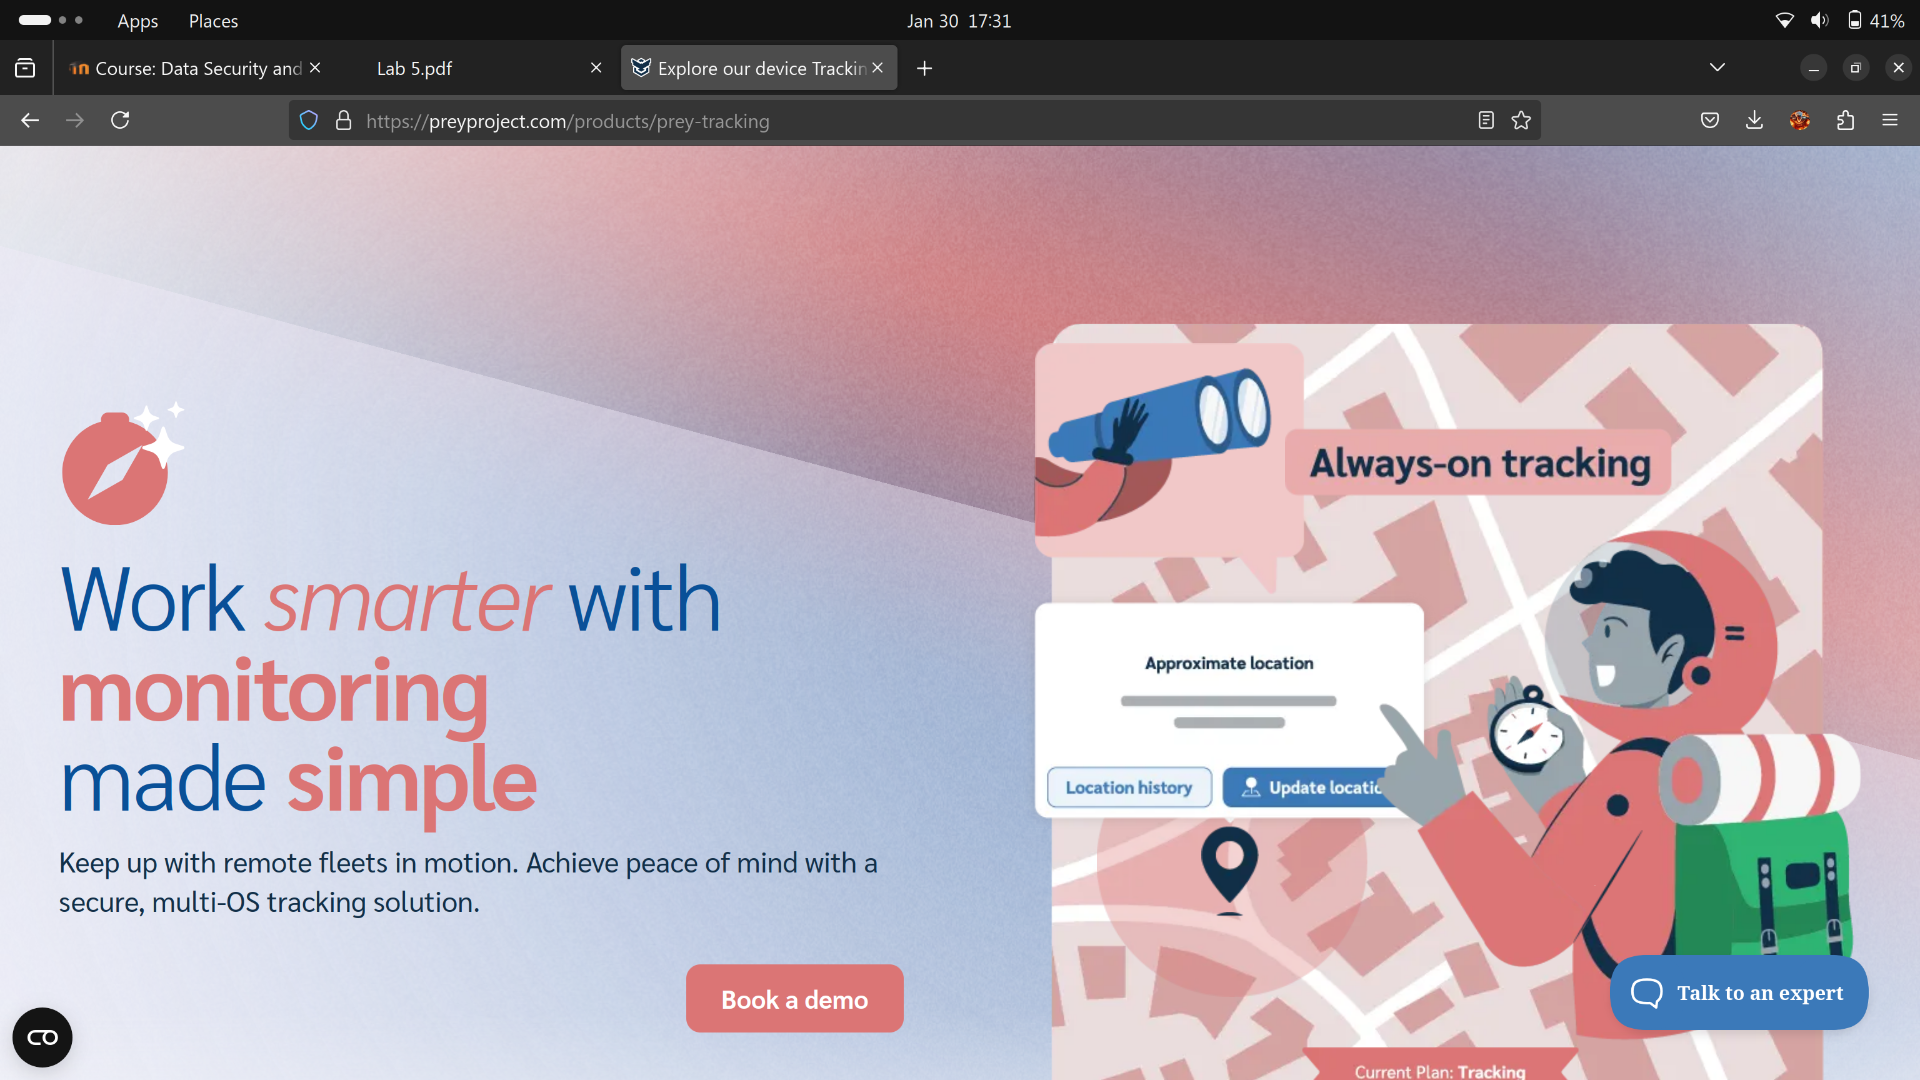 Apps Places Jan 30 17:31 41%
Course: Data Security and Lab 5.pdf Explore our device Trackin
https://preyproject.com/products/prey-tracking
Always-on tracking
Work smarter with
monitoring
made simple
Approximate location
Location history Update locatio
Keep up with remote fleets in motion. Achieve peace of mind with a
secure, multi-OS tracking solution.
Book a demo
Talk to an expert
Current Plan: Tracking